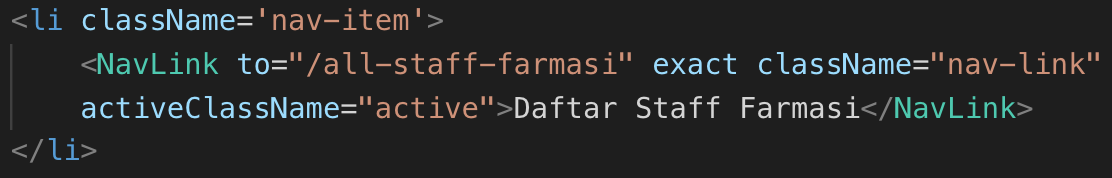 <li className='nav-item'>
<NavLink to="/all-staff-farmasi" exact className="nav-link"
activeClassName="active">Daftar Staff Farmasi</NavLink>
</li>